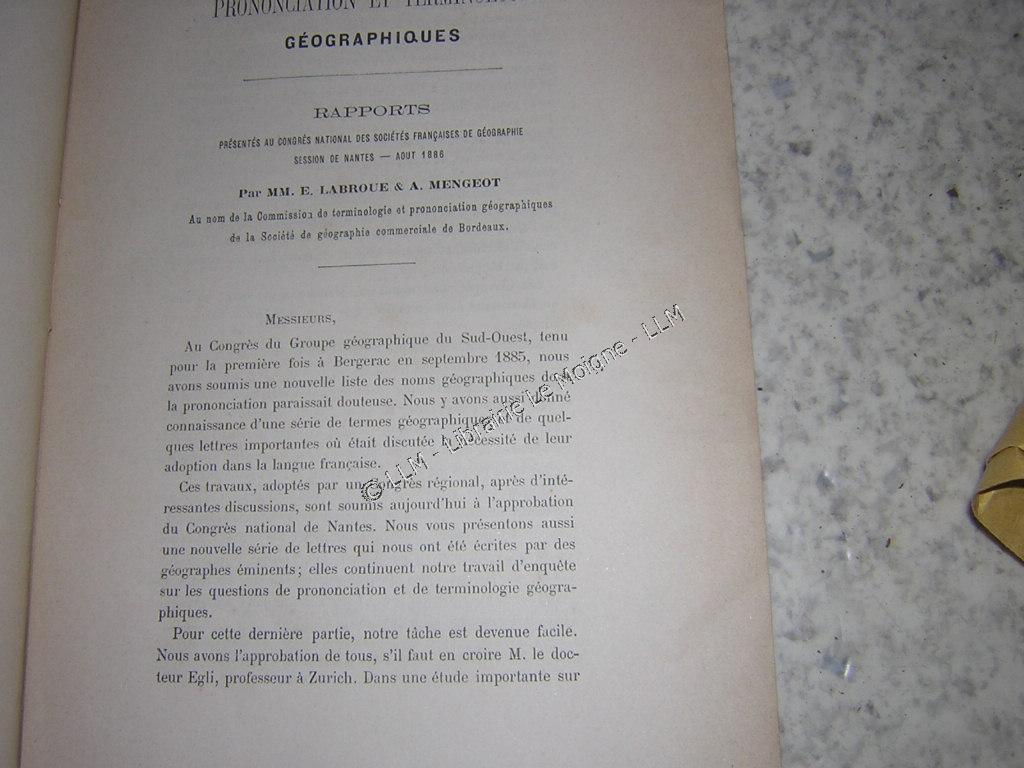 PRONONCIATION ET
GÉOGRAPHIQUES
RAPPORTS
PRÉSENTÉS AU CONGRÈS NATIONAL DES SOCIÉTÉS FRANÇAISES DE GÉOGRAPHIE
SESSION DE NANTES — AOUT 1886
Par MM. E. LABROUE & A. MENGEOT
Au nom de la Commission de terminologie et prononciation géographiques
de la Société de géographie commerciale de Bordeaux.
MESSIEURS,
Au Congrès du Groupe géographique du Sud-Ouest, tenu
pour la première fois à Bergerac en septembre 1885, nous
avons soumis une nouvelle liste des noms géographiques dont
la prononciation paraissait douteuse. Nous y avons aussi donné
connaissance d'une série de termes géographiques et de quel-
ques lettres importantes où était discutée la nécessité de leur
adoption dans la langue française.
Ces travaux, adoptés par un congrès régional, après d'inté-
ressantes discussions, sont soumis aujourd'hui à l'approbation
du Congrès national de Nantes. Nous vous présentons aussi
une nouvelle série de lettres qui nous ont été écrites par des
géographes éminents; elles continuent notre travail d'enquête
sur les questions de prononciation et de terminologie géogra-
phiques.
Pour cette dernière partie, notre tâche est devenue facile.
Nous avons l'approbation de tous, s'il faut en croire M. le doc-
teur Egli, professeur à Zurich. Dans une étude importante sur
© LLM - Librairie Le Moigne - LLM